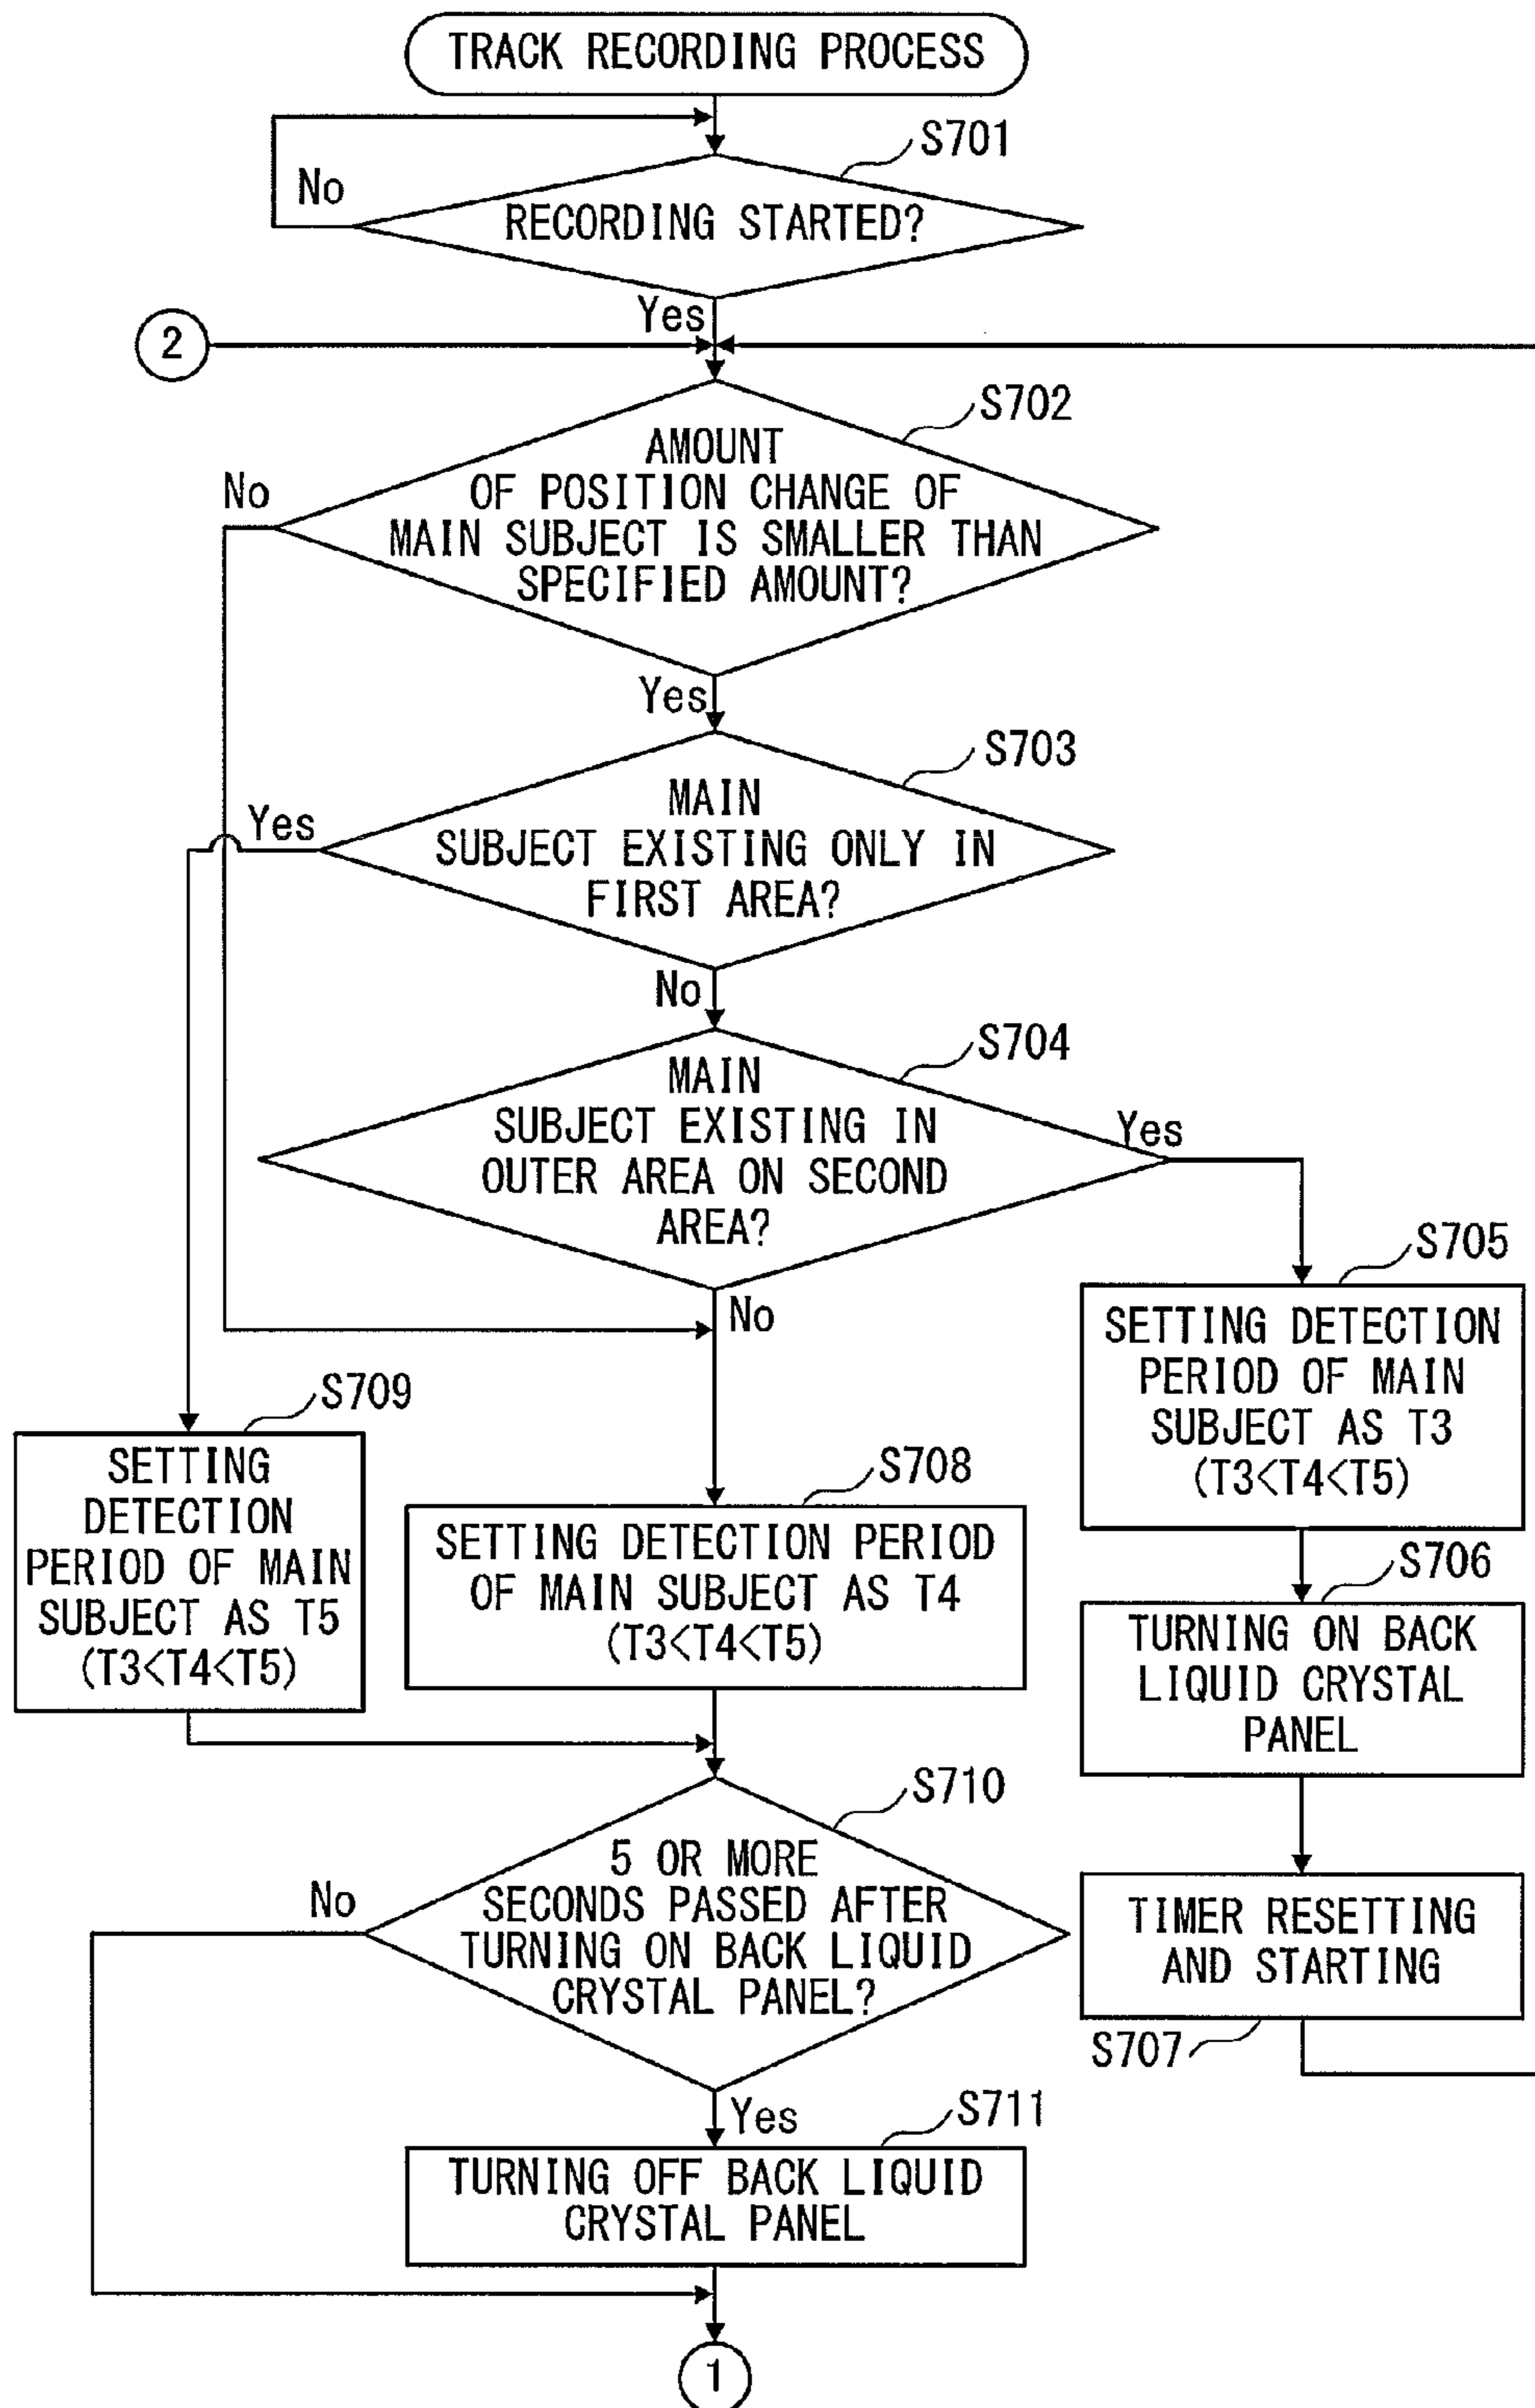 TRACK RECORDING PROCESS
S701
No
RECORDING STARTED?
Yes
2
S702
No
AMOUNT
OF POSITION CHANGE OF
MAIN SUBJECT IS SMALLER THAN
SPECIFIED AMOUNT?
Yes
S703
Yes
MAIN
SUBJECT EXISTING ONLY IN
FIRST AREA?
No
S704
MAIN
SUBJECT EXISTING IN
OUTER AREA ON SECOND
AREA?
Yes
No
S705
SETTING DETECTION
PERIOD OF MAIN
SUBJECT AS T3
(T3<T4<T5)
S709
SETTING
DETECTION
PERIOD OF MAIN
SUBJECT AS T5
(T3<T4<T5)
S708
SETTING DETECTION PERIOD
OF MAIN SUBJECT AS T4
(T3<T4<T5)
S706
TURNING ON BACK
LIQUID CRYSTAL
PANEL
S710
No
5 OR MORE
SECONDS PASSED AFTER
TURNING ON BACK LIQUID
CRYSTAL PANEL?
TIMER RESETTING
AND STARTING
S707
Yes
S711
TURNING OFF BACK LIQUID
CRYSTAL PANEL
1